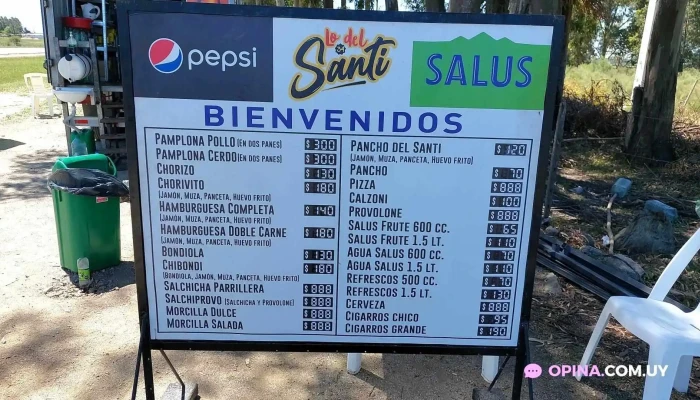 pepsi
Lo del Santi
SALUS
BIENVENIDOS
PAMPLONA POLLO (EN DOS PANES) $ 300
PAMPLONA CERDO (EN DOS PANES) $ 300
CHORIZO $ 130
CHORIVITO $ 180
(JAMON, MUZA, PANCETA, HUEVO FRITO)
HAMBURGUESA COMPLETA $ 140
(JAMON, MUZA, PANCETA, HUEVO FRITO)
HAMBURGUESA DOBLE CARNE $ 180
(JAMON, MUZA, PANCETA, HUEVO FRITO)
BONDIOLA $ 130
CHIBONDI $ 180
(BONDIOLA, JAMON, MUZA, PANCETA, HUEVO FRITO)
SALCHICHA PARRILLERA $ 888
SALCHIPROVO (SALCHICHA Y PROVOLONE) $ 888
MORCILLA DULCE $ 888
MORCILLA SALADA $ 888
PANCHO DEL SANTI $ 120
(JAMON, MUZA, PANCETA, HUEVO FRITO)
PANCHO $ 70
PIZZA $ 888
CALZONI $ 100
PROVOLONE $ 888
SALUS FRUTE 600 CC. $ 65
SALUS FRUTE 1.5 LT. $ 110
AGUA SALUS 600 CC. $ 70
AGUA SALUS 1.5 LT. $ 110
REFRESCOS 500 CC. $ 70
REFRESCOS 1.5 LT. $ 130
CERVEZA $ 888
CIGARROS CHICO $ 95
CIGARROS GRANDE $ 190
OPINA.COM.UY